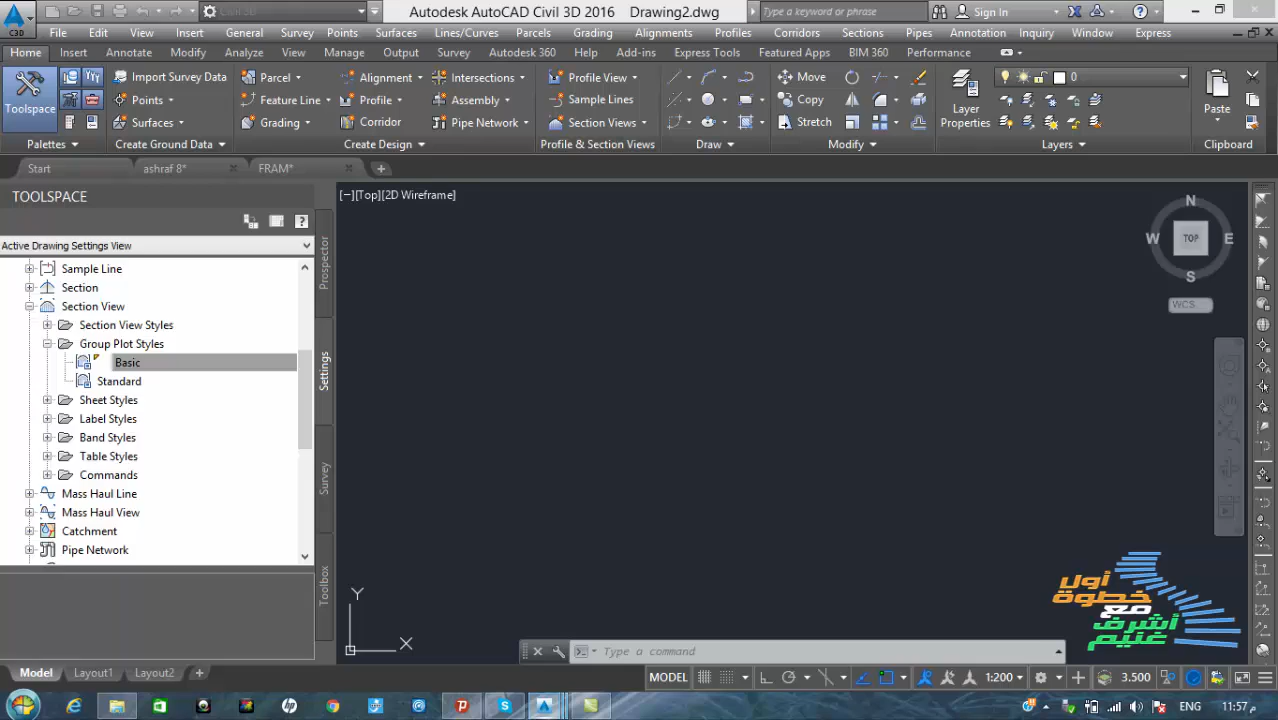 Civil 3D
Autodesk AutoCAD Civil 3D 2016 Drawing2.dwg
Type a keyword or phrase
Sign In
C3D
File Edit View Insert General Survey Points Surfaces Lines/Curves Parcels Grading Alignments Profiles Corridors Sections Pipes Annotation Inquiry Window Express
Home Insert Annotate Modify Analyze View Manage Output Survey Autodesk 360 Help Add-ins Express Tools Featured Apps BIM 360 Performance
Toolspace
Import Survey Data
Points
Surfaces
Parcel
Feature Line
Grading
Alignment
Profile
Corridor
Intersections
Assembly
Pipe Network
Profile View
Sample Lines
Section Views
Move
Copy
Stretch
Layer
Properties
0
Paste
Palettes Create Ground Data Create Design Profile & Section Views Draw Modify Layers Clipboard
Start ashraf 8* FRAM*
TOOLSPACE
Active Drawing Settings View
Sample Line
Section
Section View
Section View Styles
Group Plot Styles
Basic
Standard
Sheet Styles
Label Styles
Band Styles
Table Styles
Commands
Mass Haul Line
Mass Haul View
Catchment
Pipe Network
Prospector
Settings
Survey
Toolbox
[−][Top][2D Wireframe]
N
W TOP E
S
WCS
Y
X
Type a command
أول
خطوة
مع
أشرف
غنيم
Model Layout1 Layout2
MODEL
1:200
3.500
ENG
11:57 م